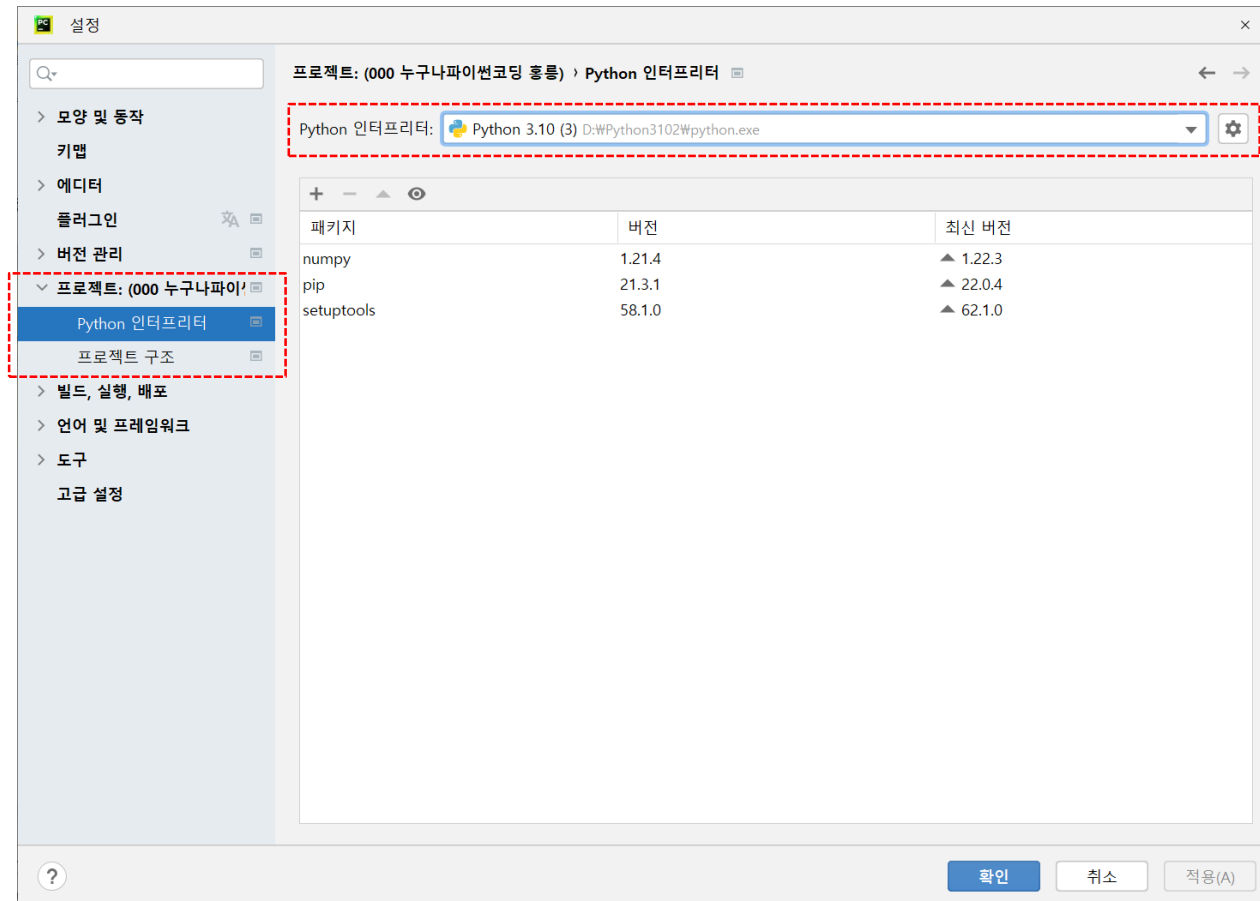 PC
설정
모양 및 동작
키맵
에디터
플러그인
버전 관리
프로젝트: (000 누구나파이썬
Python 인터프리터
프로젝트 구조
빌드, 실행, 배포
언어 및 프레임워크
도구
고급 설정
프로젝트: (000 누구나파이썬코딩 홍릉) › Python 인터프리터
Python 인터프리터: Python 3.10 (3) D:₩Python3102₩python.exe
패키지 버전 최신 버전
numpy 1.21.4 1.22.3
pip 21.3.1 22.0.4
setuptools 58.1.0 62.1.0
? 확인 취소 적용(A)